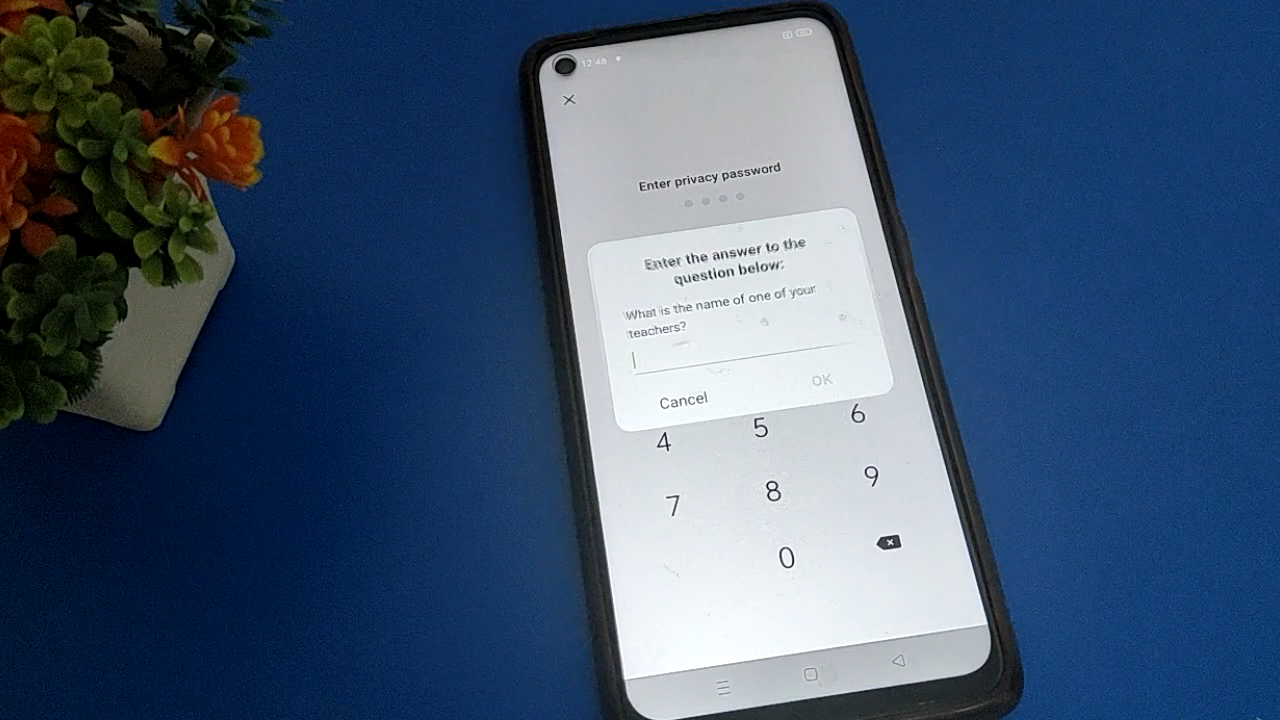 12:46
Enter privacy password
Enter the answer to the
question below:
What is the name of one of your
teachers?
Cancel OK
4 5 6
7 8 9
0